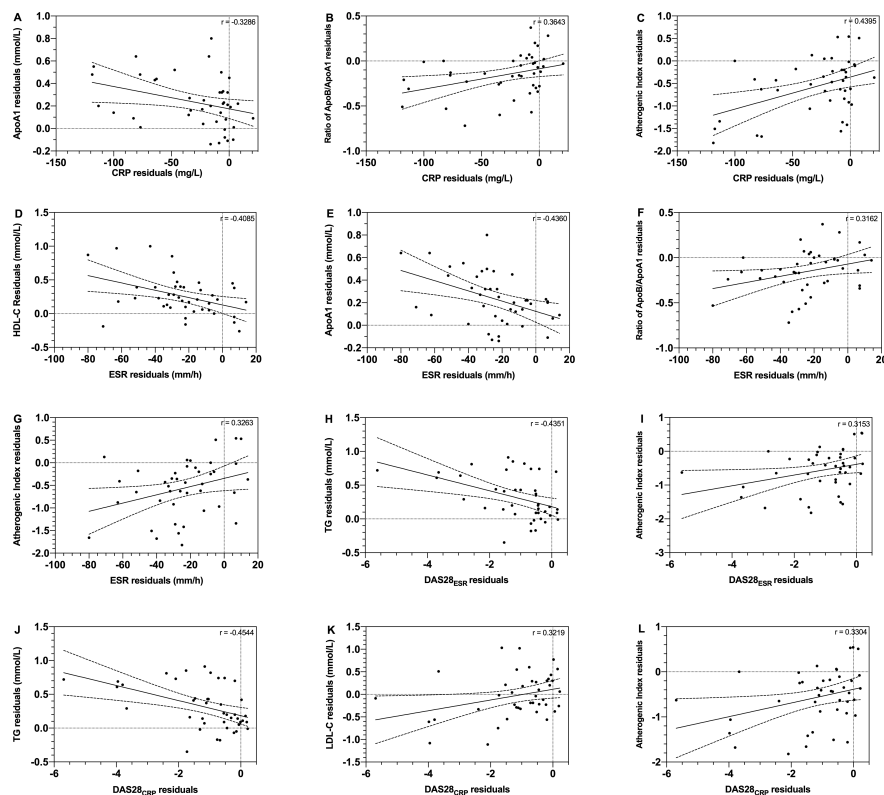 A
r = -0.3286
ApoA1 residuals (mmol/L)
1.0
0.8
0.6
0.4
0.2
0.0
0.2
-150 -100 -50 0 50
CRP residuals (mg/L)
B
r = 0.3643
Ratio of ApoB/ApoA1 residuals
1.0
0.5
0.0
-0.5
-1.0
-150 -100 -50 0 50
CRP residuals (mg/L)
C
r = 0.4395
Atherogenic Index residuals
1.0
0.5
0.0
-0.5
-1.0
-1.5
-2.0
-150 -100 -50 0 50
CRP residuals (mg/L)
D
r = -0.4085
HDL-C Residuals (mmol/L)
1.5
1.0
0.5
0.0
0.5
-100 -80 -60 -40 -20 0 20
ESR residuals (mm/h)
E
r = -0.4360
ApoA1 residuals (mmol/L)
1.0
0.8
0.6
0.4
0.2
0.0
0.2
-100 -80 -60 -40 -20 0 20
ESR residuals (mm/h)
F
r = 0.3162
Ratio of ApoB/ApoA1 residuals
1.0
0.5
0.0
-0.5
-1.0
-100 -80 -60 -40 -20 0 20
ESR residuals (mm/h)
G
r = 0.3263
Atherogenic Index residuals
1.0
0.5
0.0
-0.5
-1.0
-1.5
-2.0
-100 -80 -60 -40 -20 0 20
ESR residuals (mm/h)
H
r = -0.4351
TG residuals (mmol/L)
1.5
1.0
0.5
0.0
0.5
-6 -4 -2 0
DAS28ESR residuals
I
r = 0.3153
Atherogenic Index residuals
2
1
0
-1
-2
-3
-6 -4 -2 0
DAS28ESR residuals
J
r = -0.4544
TG residuals (mmol/L)
1.5
1.0
0.5
0.0
0.5
-6 -4 -2 0
DAS28CRP residuals
K
r = 0.3219
LDL-C residuals (mmol/L)
2
1
0
-1
2
-6 -4 -2 0
DAS28CRP residuals
L
r = 0.3304
Atherogenic Index residuals
1
0
-1
2
-6 -4 -2 0
DAS28CRP residuals